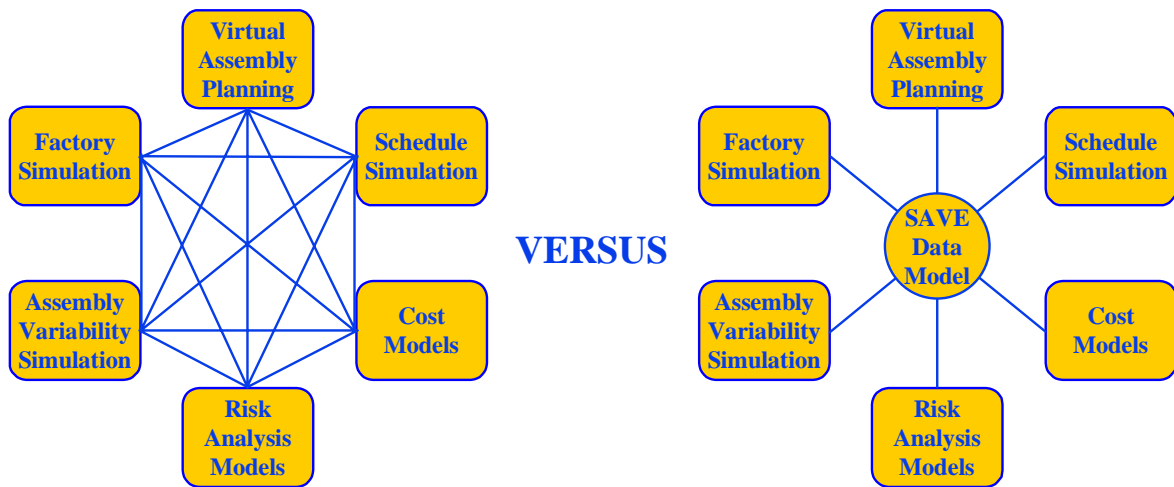 Virtual
Assembly
Planning
Factory
Simulation
Schedule
Simulation
Assembly
Variability
Simulation
Cost
Models
Risk
Analysis
Models
VERSUS
Virtual
Assembly
Planning
Factory
Simulation
Schedule
Simulation
SAVE
Data
Model
Assembly
Variability
Simulation
Cost
Models
Risk
Analysis
Models